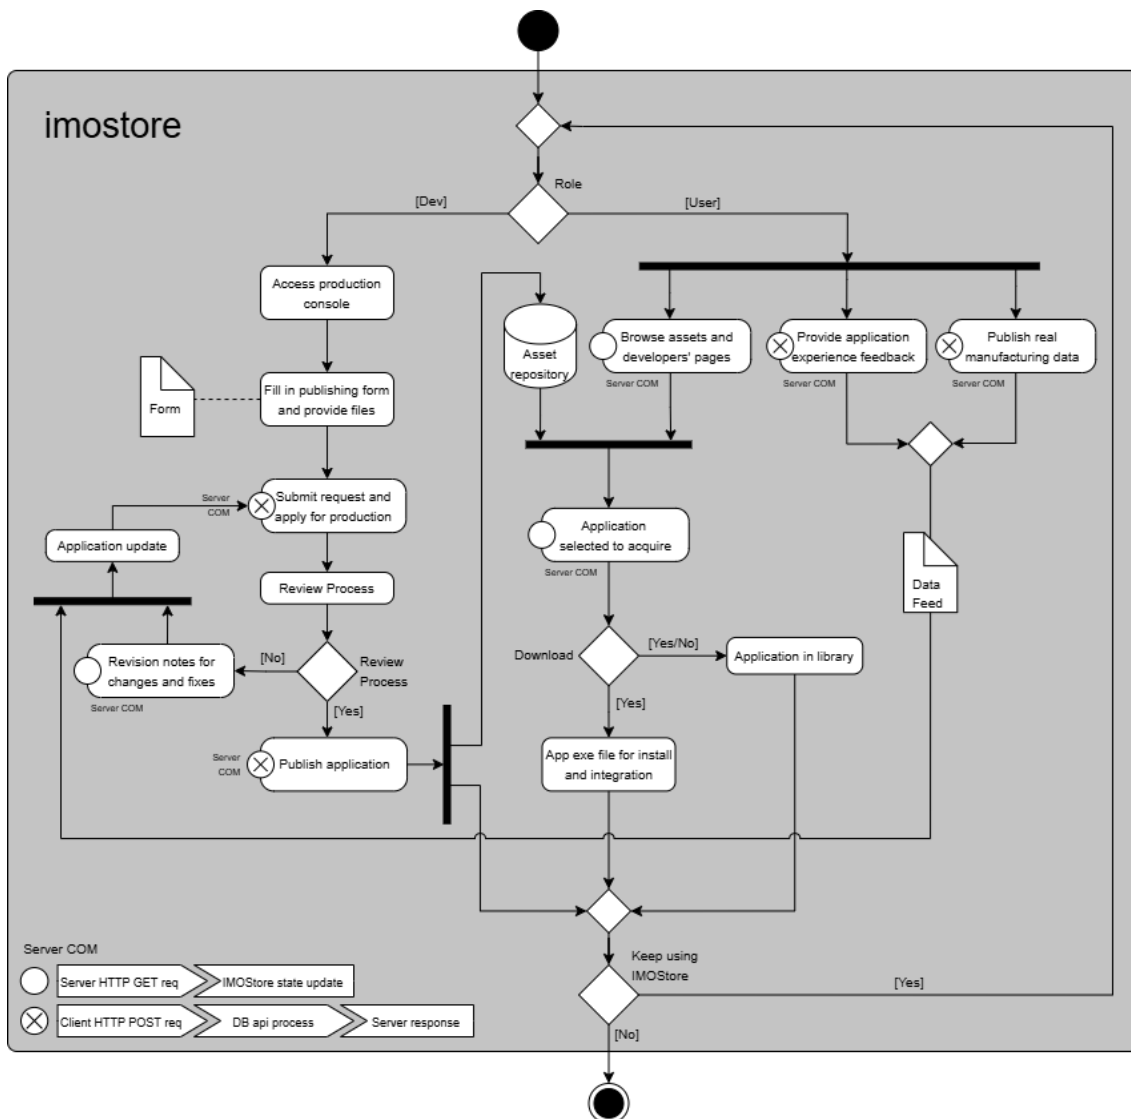 imostore
Role
[Dev]
[User]
Access production
console
Asset
repository
Browse assets and
developers' pages
Server COM
Provide application
experience feedback
Server COM
Publish real
manufacturing data
Server COM
Form
Fill in publishing form
and provide files
Server
COM
Submit request and
apply for production
Application
selected to acquire
Server COM
Application update
Review Process
Data
Feed
Revision notes for
changes and fixes
Server COM
[No]
Review
Process
[Yes]
Download
[Yes/No]
Application in library
[Yes]
Server
COM
Publish application
App exe file for install
and integration
Keep using
IMOStore
[Yes]
[No]
Server COM
Server HTTP GET req
IMOStore state update
Client HTTP POST req
DB api process
Server response